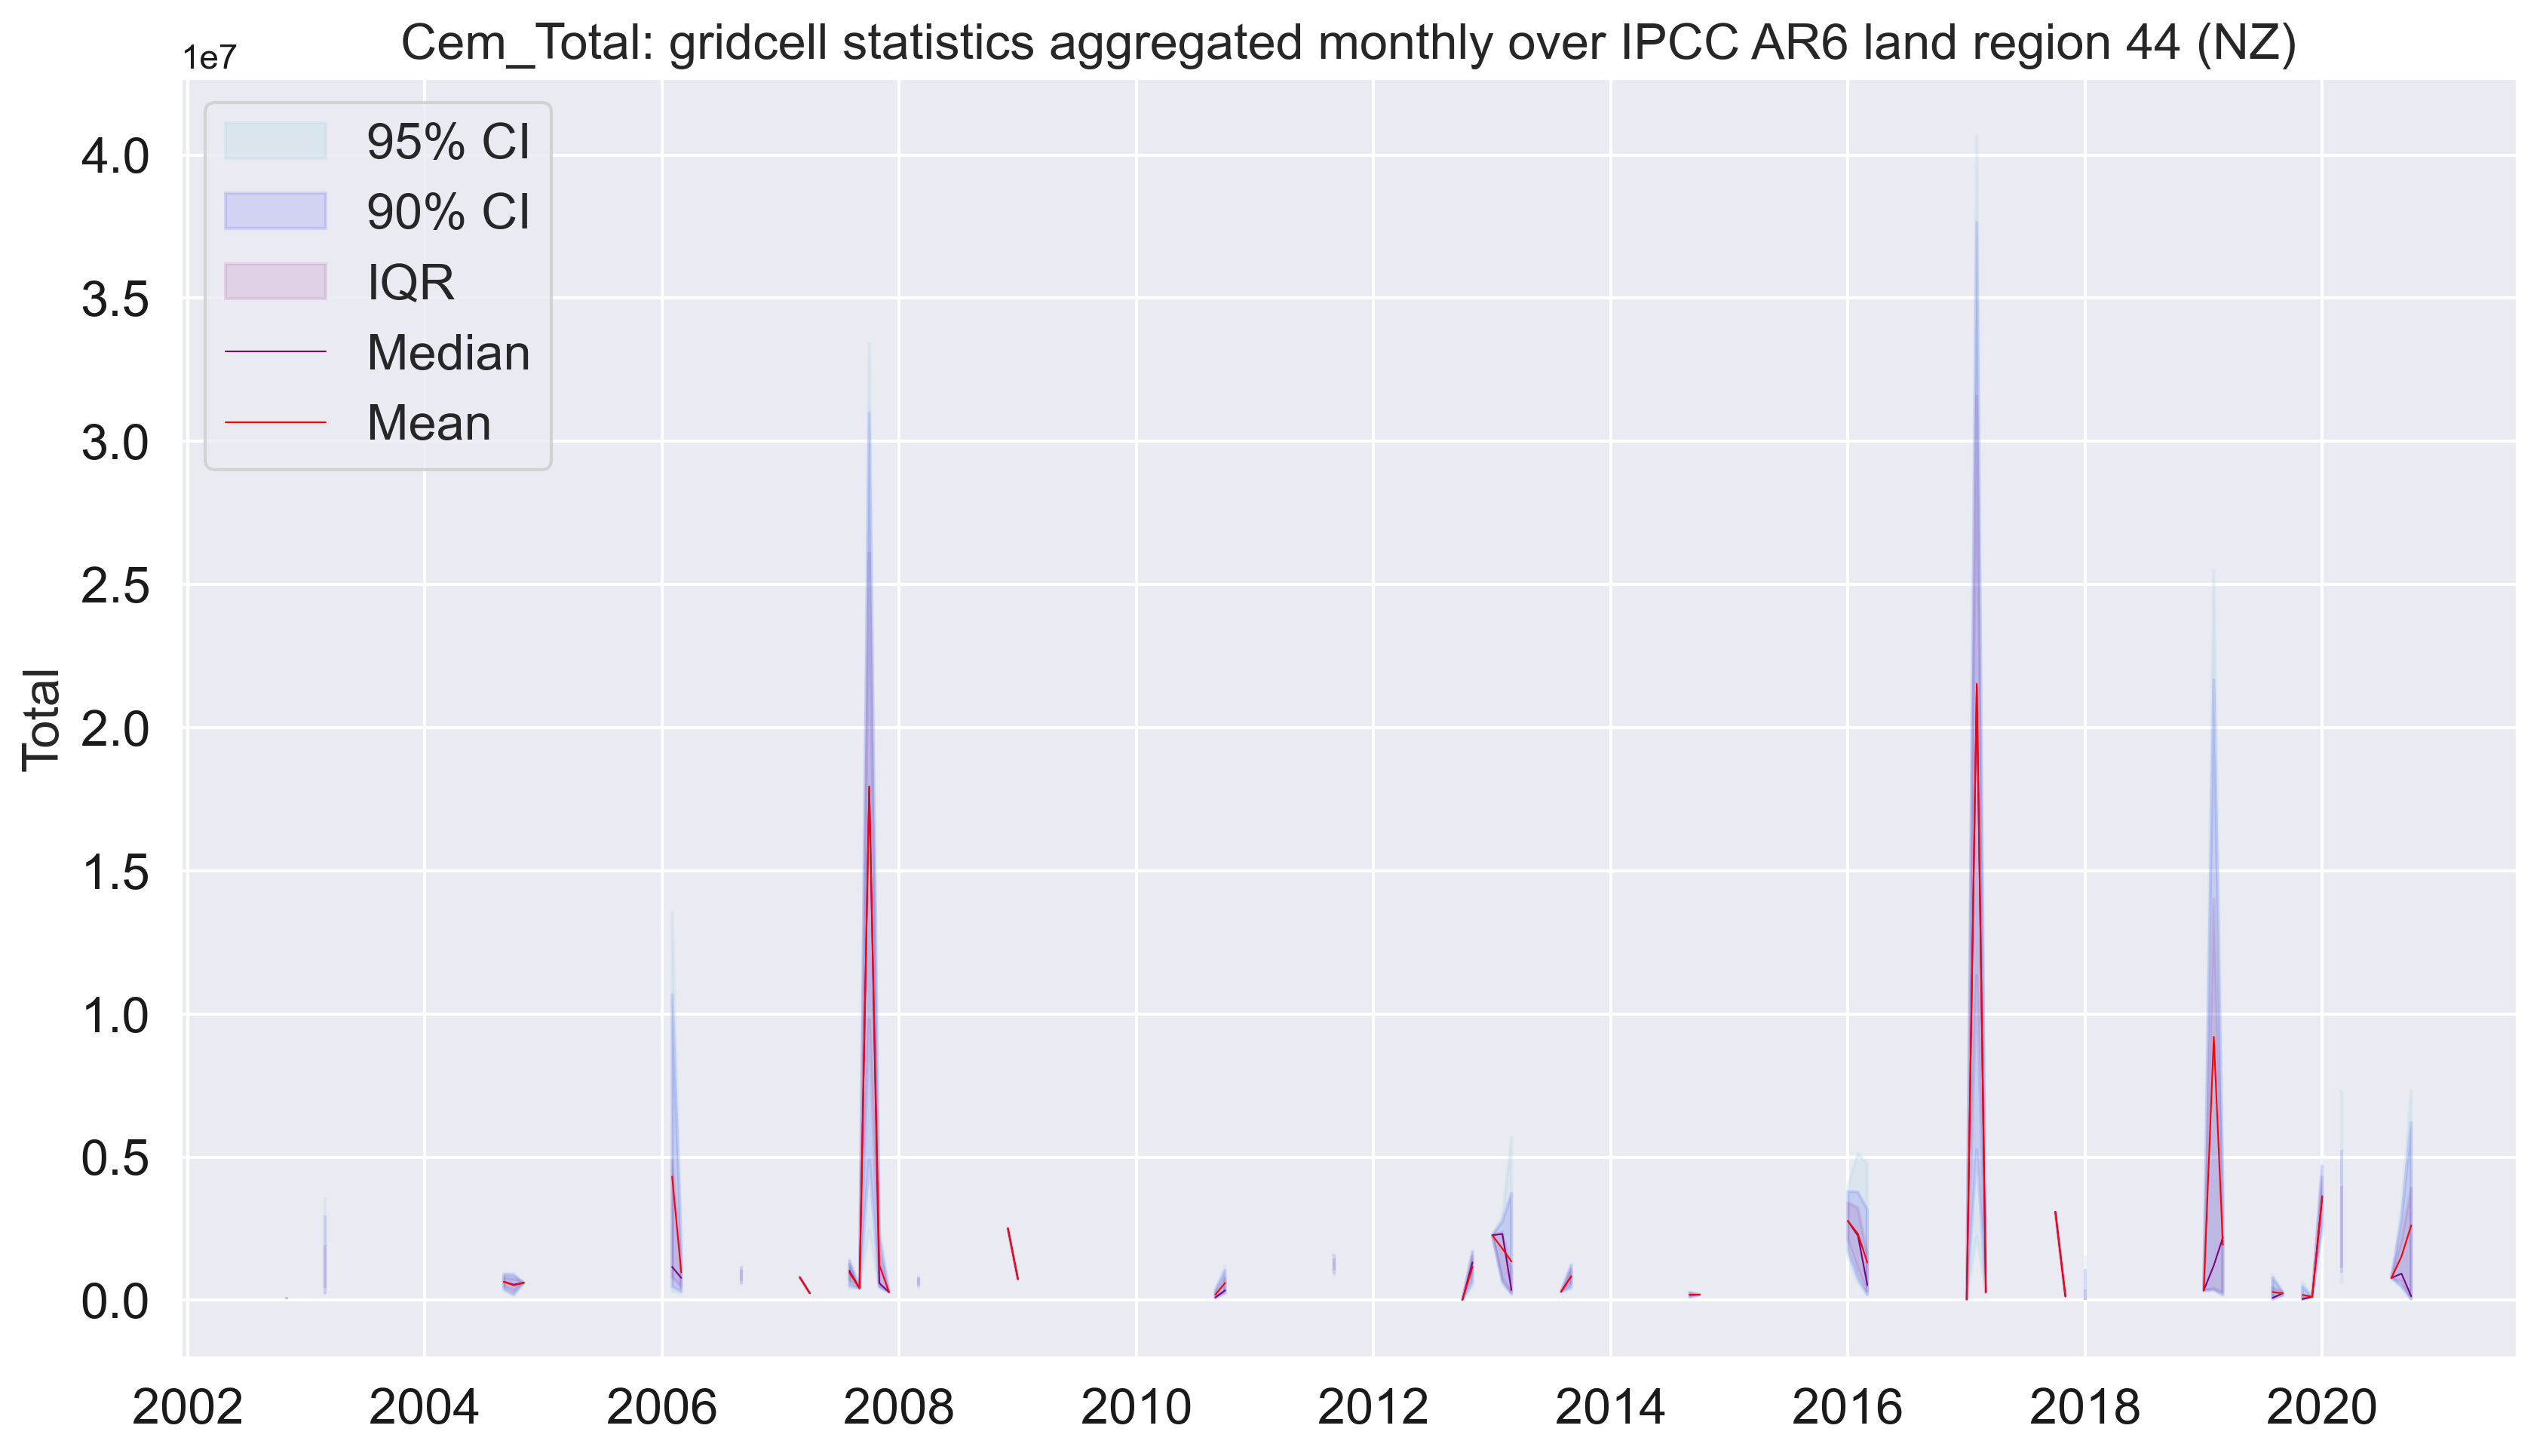 Cem_Total: gridcell statistics aggregated monthly over IPCC AR6 land region 44 (NZ)
1e7
95% CI
90% CI
IQR
Median
Mean
4.0
3.5
3.0
2.5
2.0
1.5
1.0
0.5
0.0
Total
2002 2004 2006 2008 2010 2012 2014 2016 2018 2020